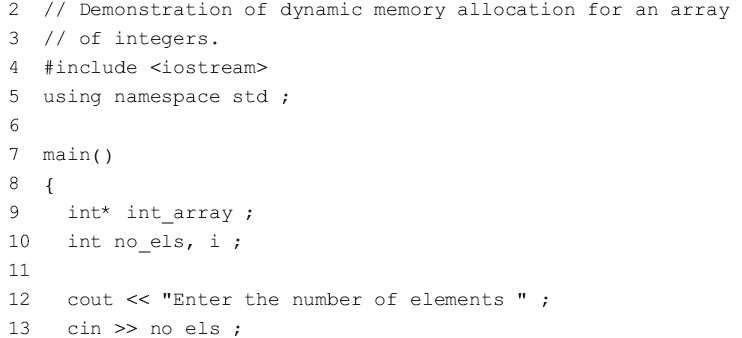 2 // Demonstration of dynamic memory allocation for an array
3 // of integers.
4 #include <iostream>
5 using namespace std ;
6
7 main()
8 {
9 int* int_array ;
10 int no_els, i ;
11
12 cout << "Enter the number of elements " ;
13 cin >> no els ;